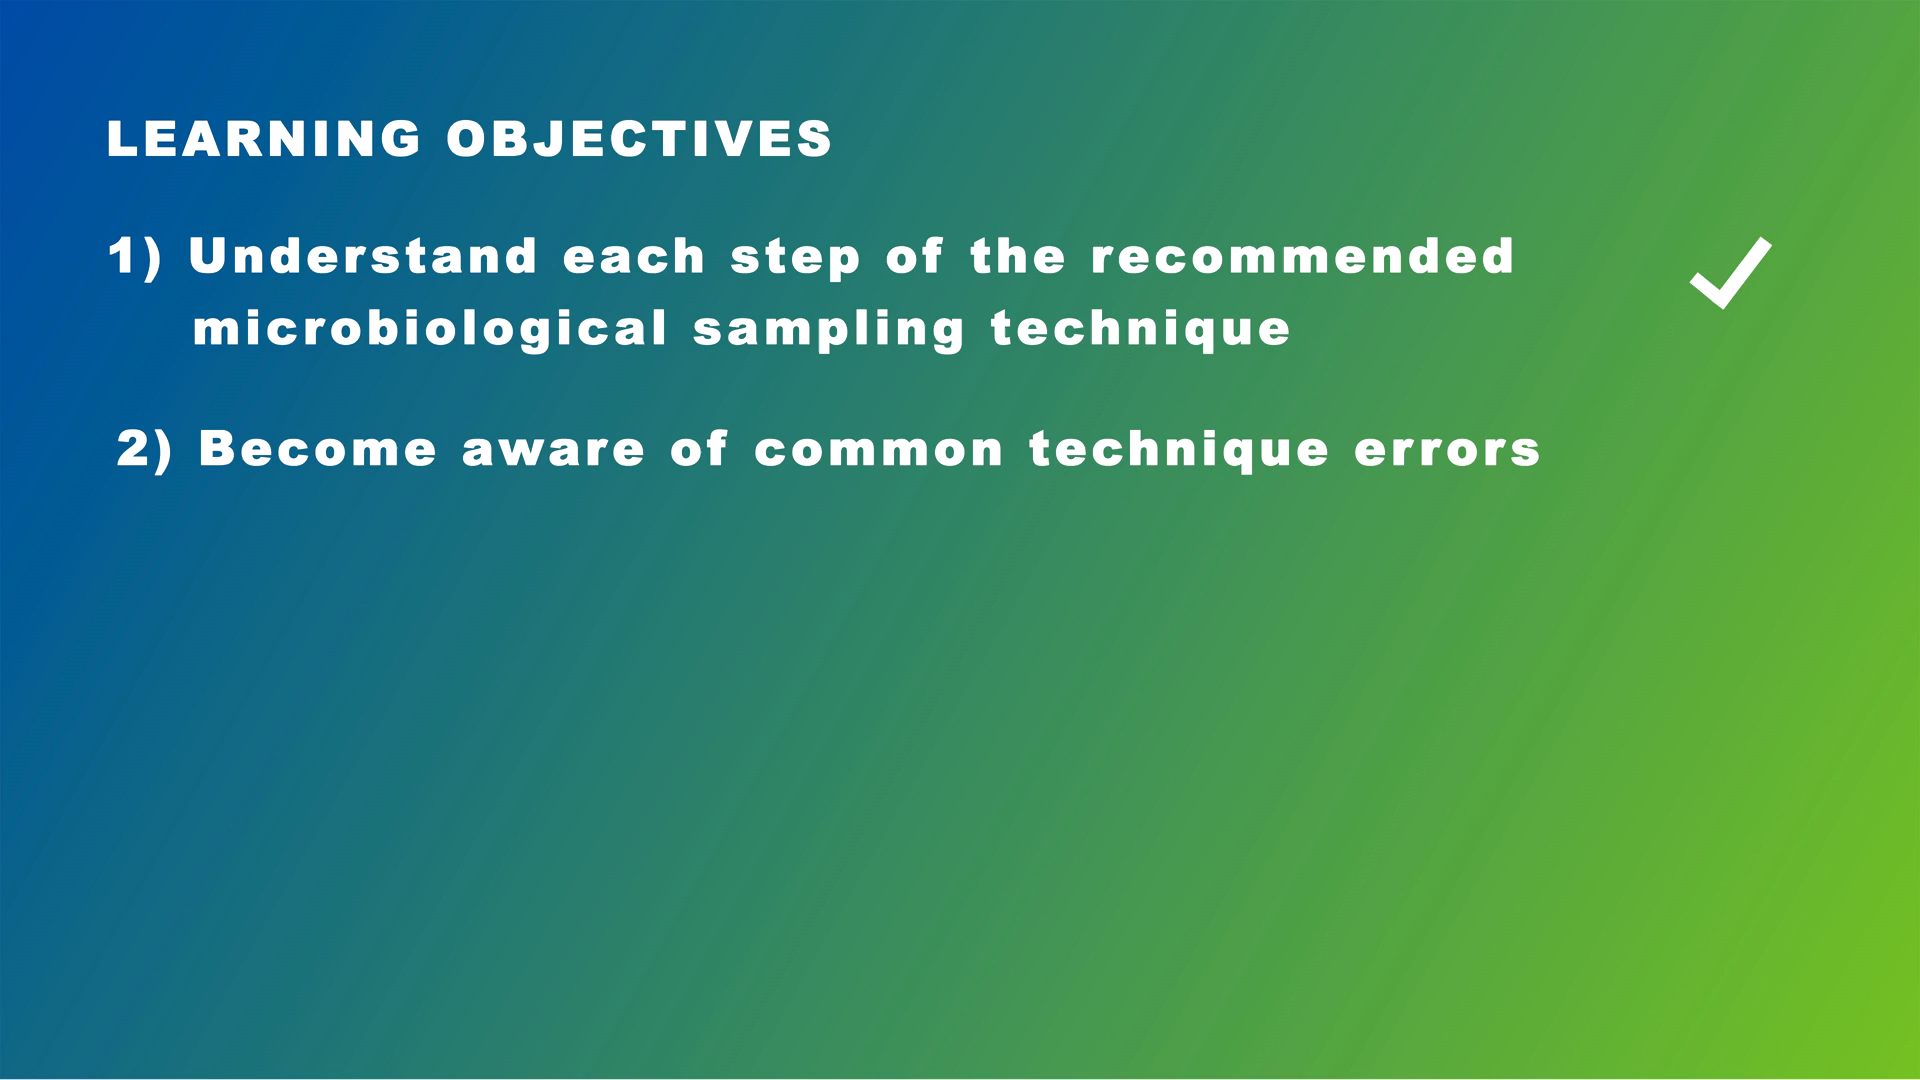 LEARNING OBJECTIVES
1) Understand each step of the recommended
microbiological sampling technique
2) Become aware of common technique errors